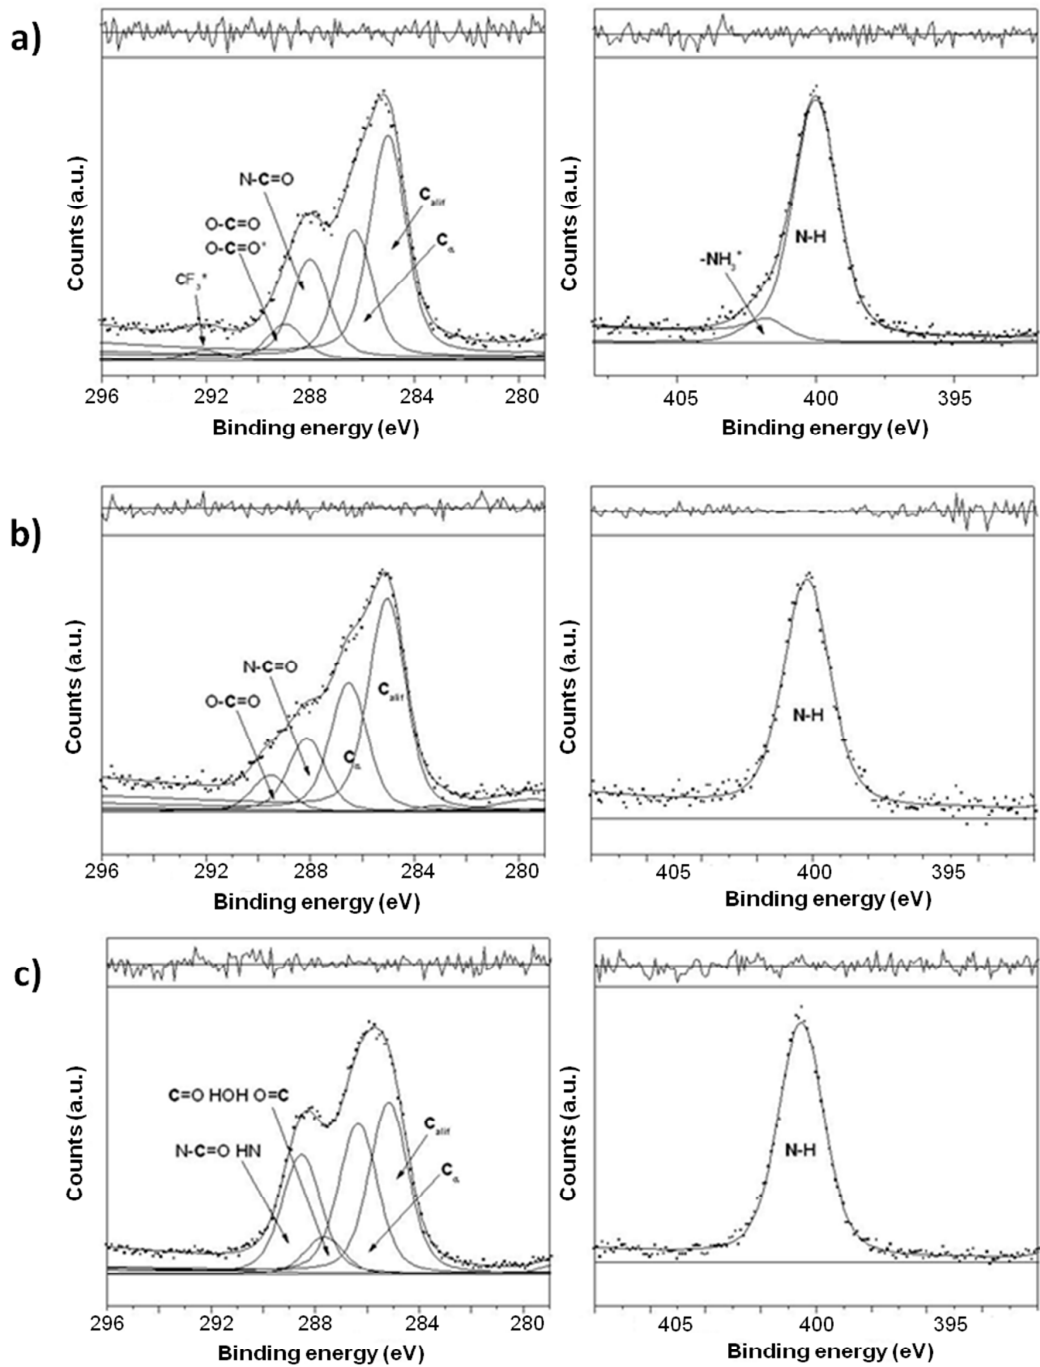 a)
Counts (a.u.)
N-C=O
O-C=O
O-C=O*
CF3*
Calif
Cα
296 292 288 284 280
Binding energy (eV)
Counts (a.u.)
-NH3+
N-H
405 400 395
Binding energy (eV)
b)
Counts (a.u.)
N-C=O
O-C=O
Calif
Cα
296 292 288 284 280
Binding energy (eV)
Counts (a.u.)
N-H
405 400 395
Binding energy (eV)
c)
Counts (a.u.)
C=O HOH O=C
N-C=O HN
Calif
Cα
296 292 288 284 280
Binding energy (eV)
Counts (a.u.)
N-H
405 400 395
Binding energy (eV)